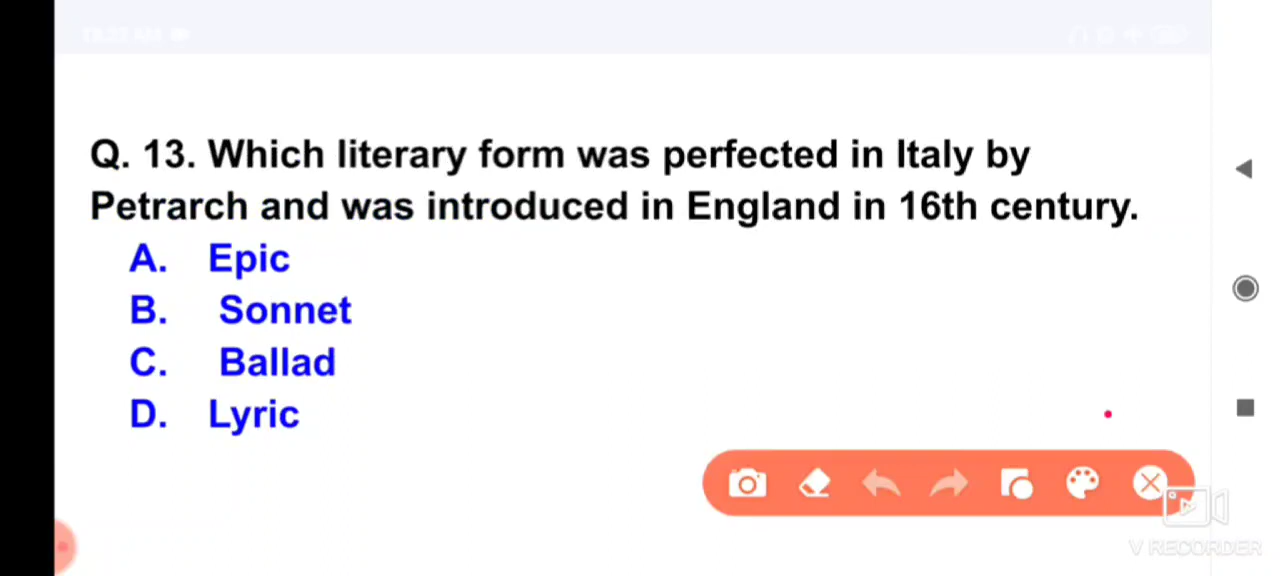 Q. 13. Which literary form was perfected in Italy by
Petrarch and was introduced in England in 16th century.
A. Epic
B. Sonnet
C. Ballad
D. Lyric
V RECORDER